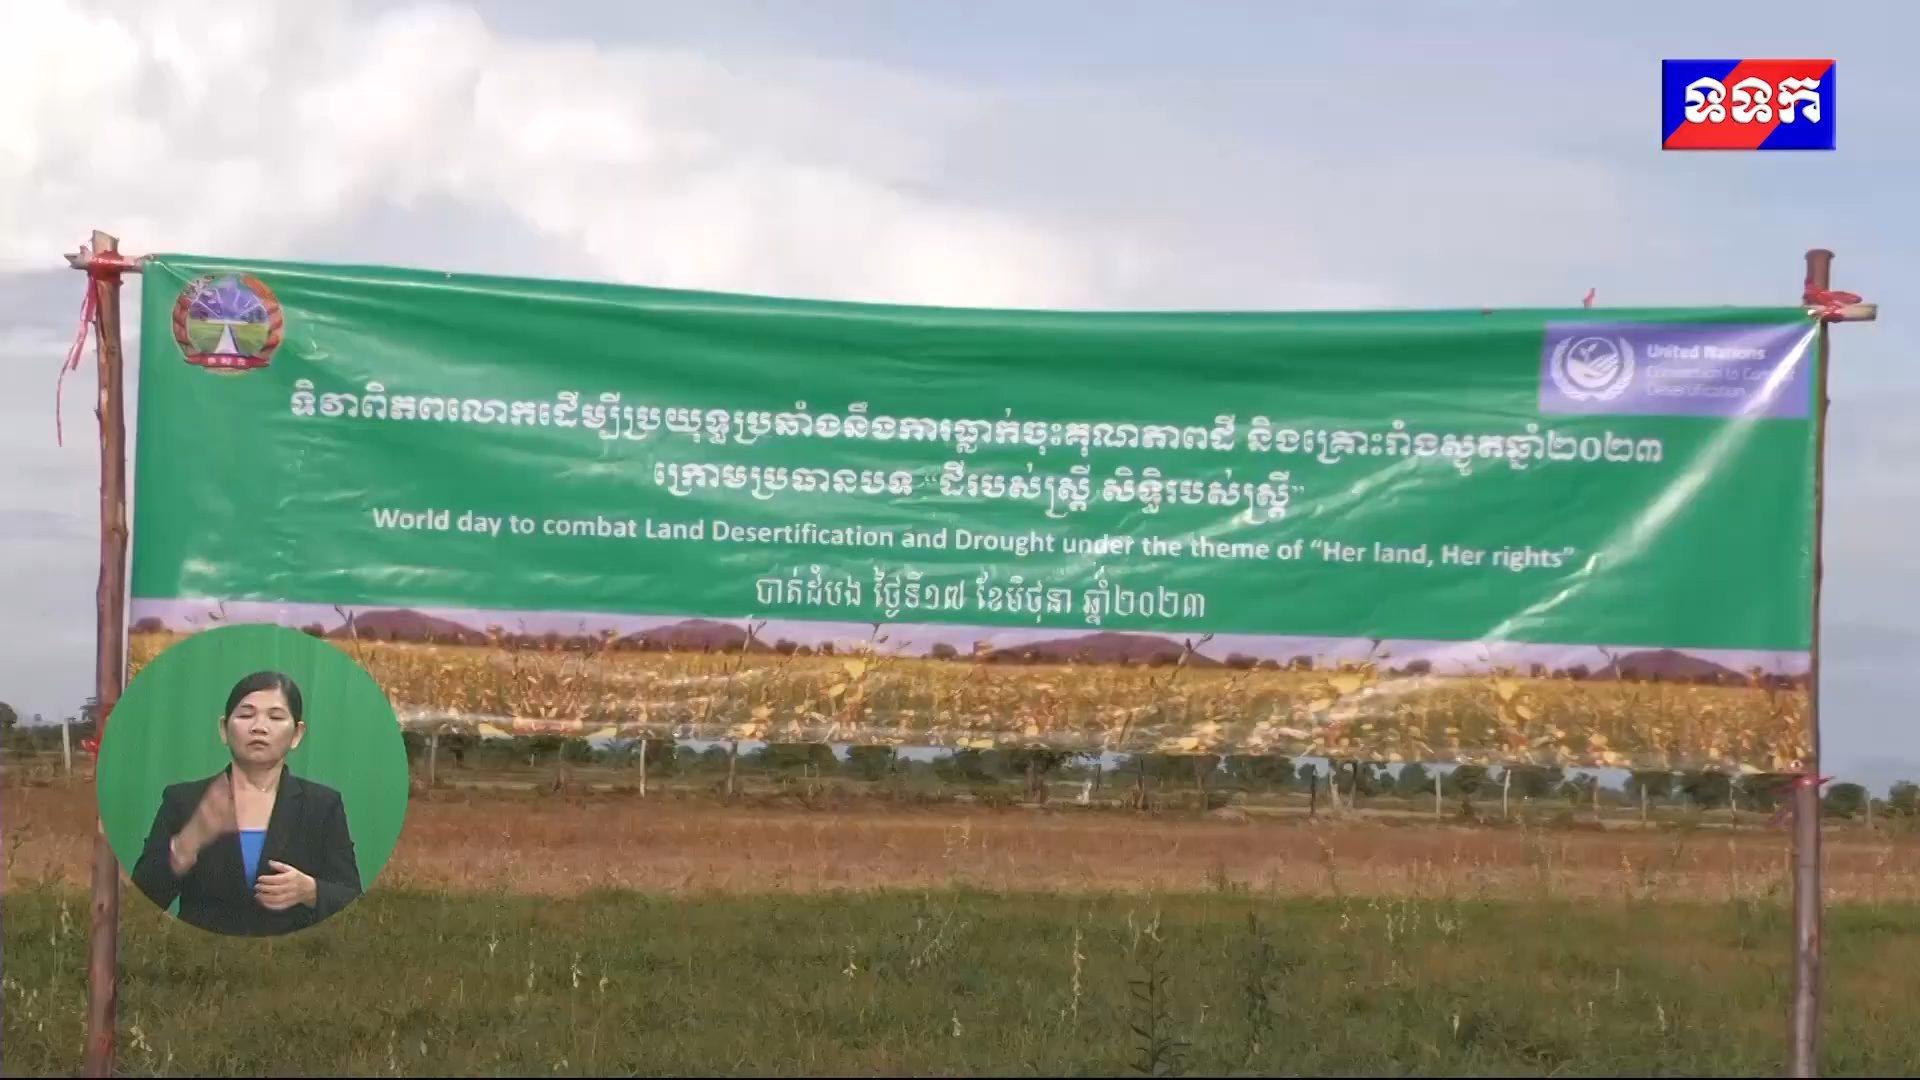 ទទក
United Nations
Convention to Combat
Desertification
ទិវាពិភពលោកដើម្បីប្រយុទ្ធប្រឆាំងនឹងការធ្លាក់ចុះគុណភាពដី និងគ្រោះរាំងស្ងួតឆ្នាំ២០២៣
ក្រោមប្រធានបទ “ដីរបស់ស្ត្រី សិទ្ធិរបស់ស្ត្រី”
World day to combat Land Desertification and Drought under the theme of “Her land, Her rights”
បាត់ដំបង ថ្ងៃទី១៧ ខែមិថុនា ឆ្នាំ២០២៣